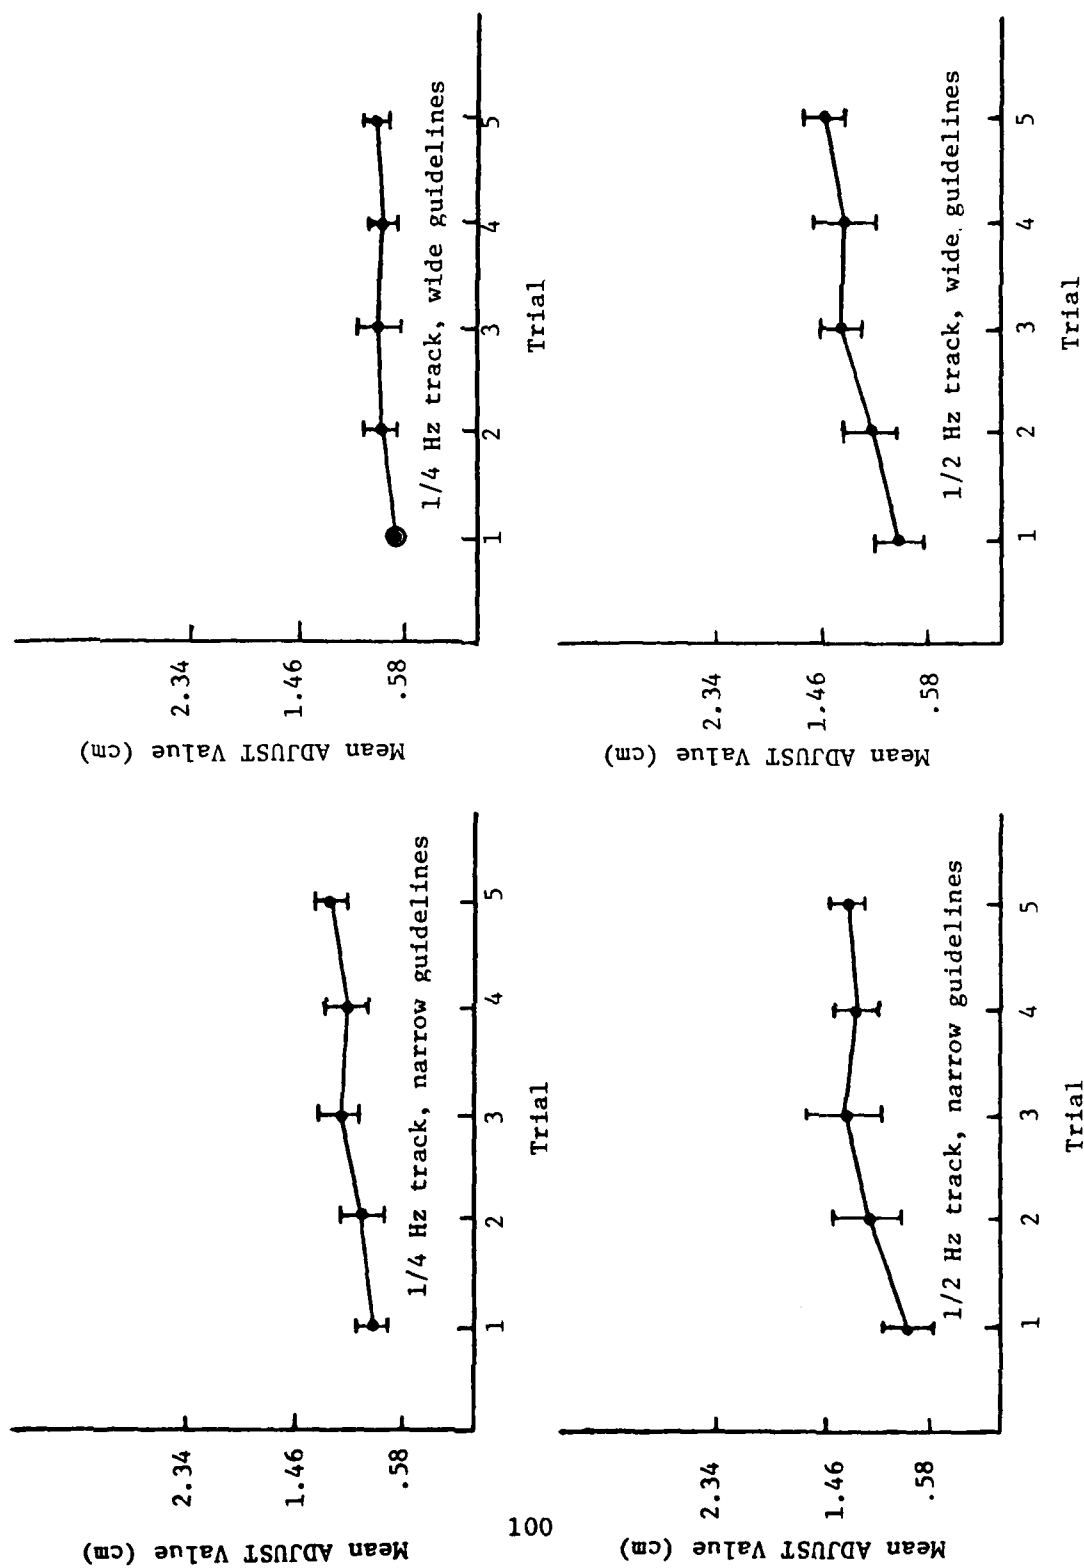 Mean ADJUST Value (cm)
2.34
1.46
.58
1/4 Hz track, narrow guidelines
1 2 3 4 5
Trial
Mean ADJUST Value (cm)
2.34
1.46
.58
1/4 Hz track, wide guidelines
1 2 3 4 5
Trial
Mean ADJUST Value (cm)
2.34
1.46
.58
1/2 Hz track, narrow guidelines
1 2 3 4 5
Trial
Mean ADJUST Value (cm)
2.34
1.46
.58
1/2 Hz track, wide guidelines
1 2 3 4 5
Trial
100